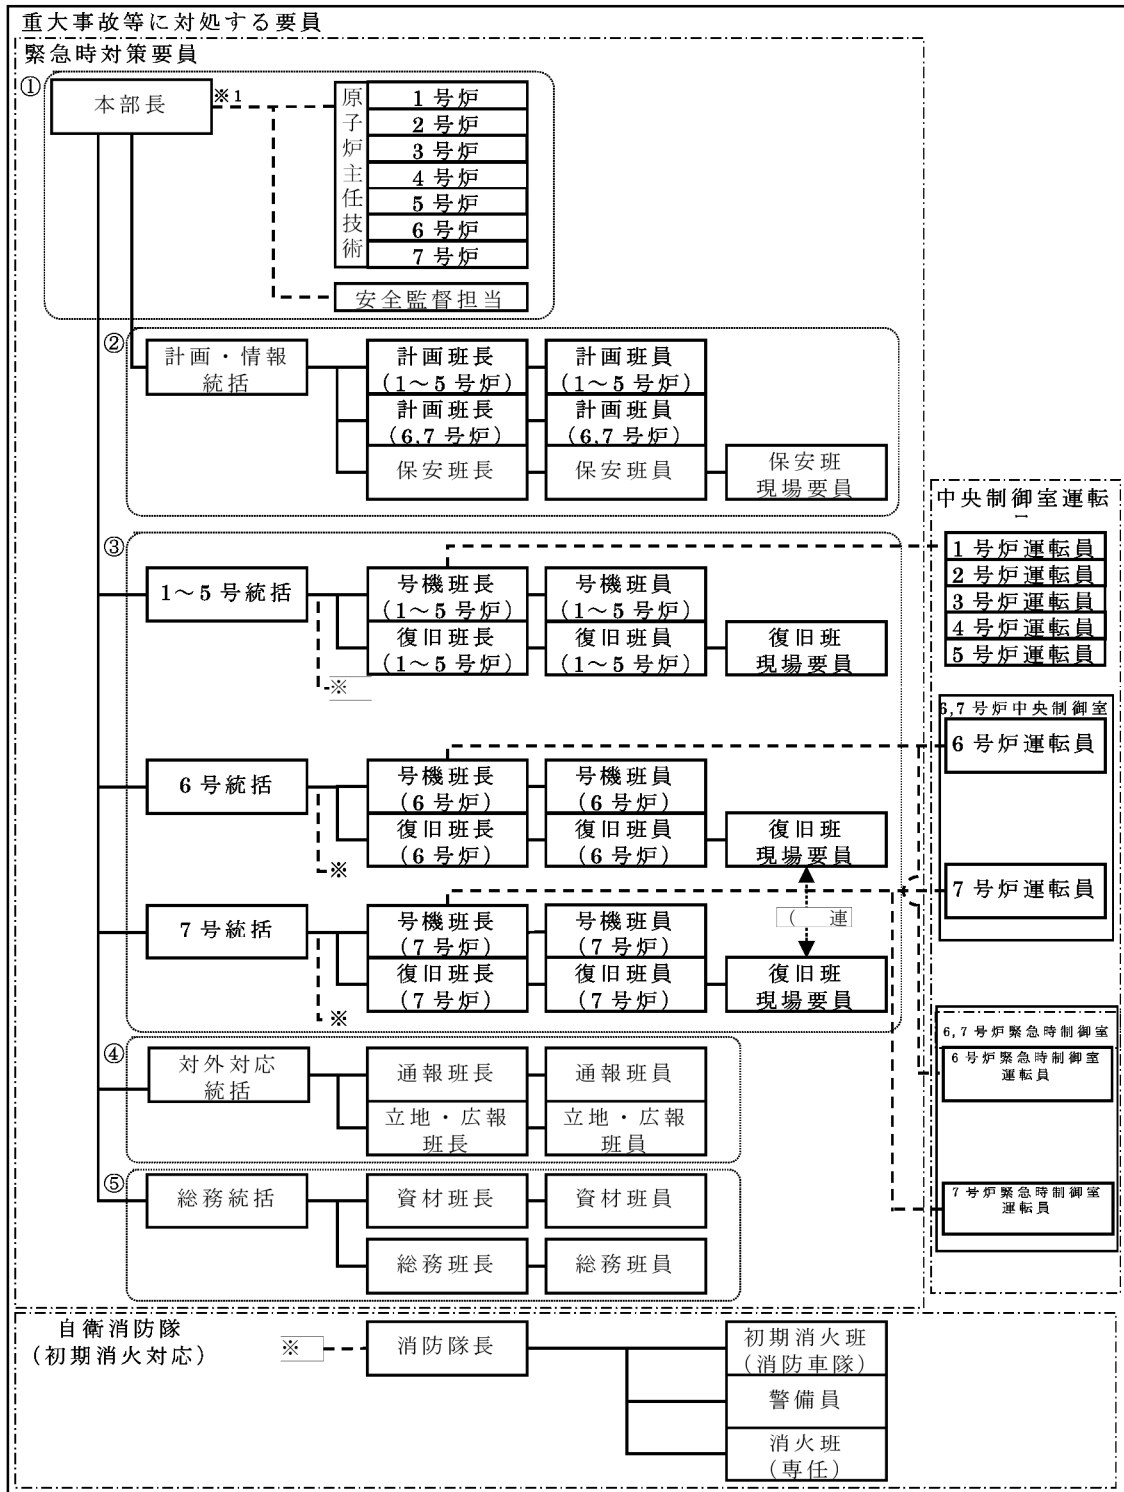 重大事故等に対処する要員
緊急時対策要員
①
本部長
※1
原子炉主任技術
1号炉
2号炉
3号炉
4号炉
5号炉
6号炉
7号炉
安全監督担当
②
計画・情報
統括
計画班長
(1～5号炉)
計画班員
(1～5号炉)
計画班長
(6,7号炉)
計画班員
(6,7号炉)
保安班長
保安班員
保安班
現場要員
中央制御室運転
③
1～5号統括
号機班長
(1～5号炉)
号機班員
(1～5号炉)
復旧班長
(1～5号炉)
復旧班員
(1～5号炉)
復旧班
現場要員
※
1号炉運転員
2号炉運転員
3号炉運転員
4号炉運転員
5号炉運転員
6,7号炉中央制御室
6号炉運転員
6号統括
号機班長
(6号炉)
号機班員
(6号炉)
復旧班長
(6号炉)
復旧班員
(6号炉)
復旧班
現場要員
※
7号炉運転員
7号統括
号機班長
(7号炉)
号機班員
(7号炉)
( 連
復旧班長
(7号炉)
復旧班員
(7号炉)
復旧班
現場要員
※
6,7号炉緊急時制御室
6号炉緊急時制御室
運転員
7号炉緊急時制御室
運転員
④
対外対応
統括
通報班長
通報班員
立地・広報
班長
立地・広報
班員
⑤
総務統括
資材班長
資材班員
総務班長
総務班員
自衛消防隊
(初期消火対応)
※
消防隊長
初期消火班
(消防車隊)
警備員
消火班
(専任)